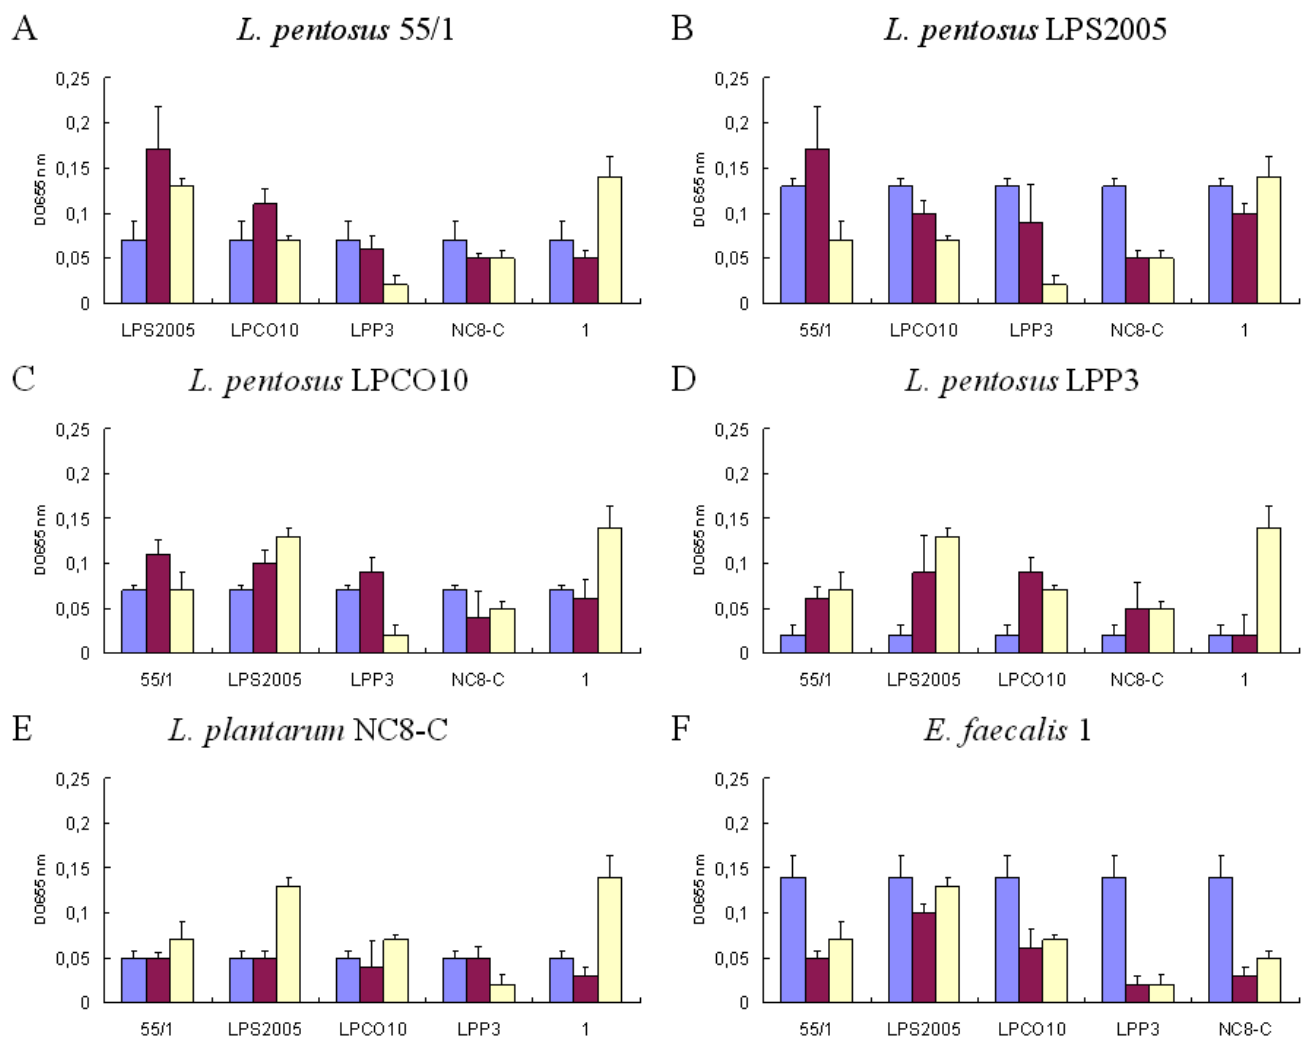 A L. pentosus 55/1
0,25
0,2
0,15
0,1
0,05
0
DO655 nm
LPS2005 LPCO10 LPP3 NC8-C 1
B L. pentosus LPS2005
0,25
0,2
0,15
0,1
0,05
0
DO655 nm
55/1 LPCO10 LPP3 NC8-C 1
C L. pentosus LPCO10
0,25
0,2
0,15
0,1
0,05
0
DO655 nm
55/1 LPS2005 LPP3 NC8-C 1
D L. pentosus LPP3
0,25
0,2
0,15
0,1
0,05
0
DO655 nm
55/1 LPS2005 LPCO10 NC8-C 1
E L. plantarum NC8-C
0,25
0,2
0,15
0,1
0,05
0
DO655 nm
55/1 LPS2005 LPCO10 LPP3 1
F E. faecalis 1
0,25
0,2
0,15
0,1
0,05
0
DO655 nm
55/1 LPS2005 LPCO10 LPP3 NC8-C